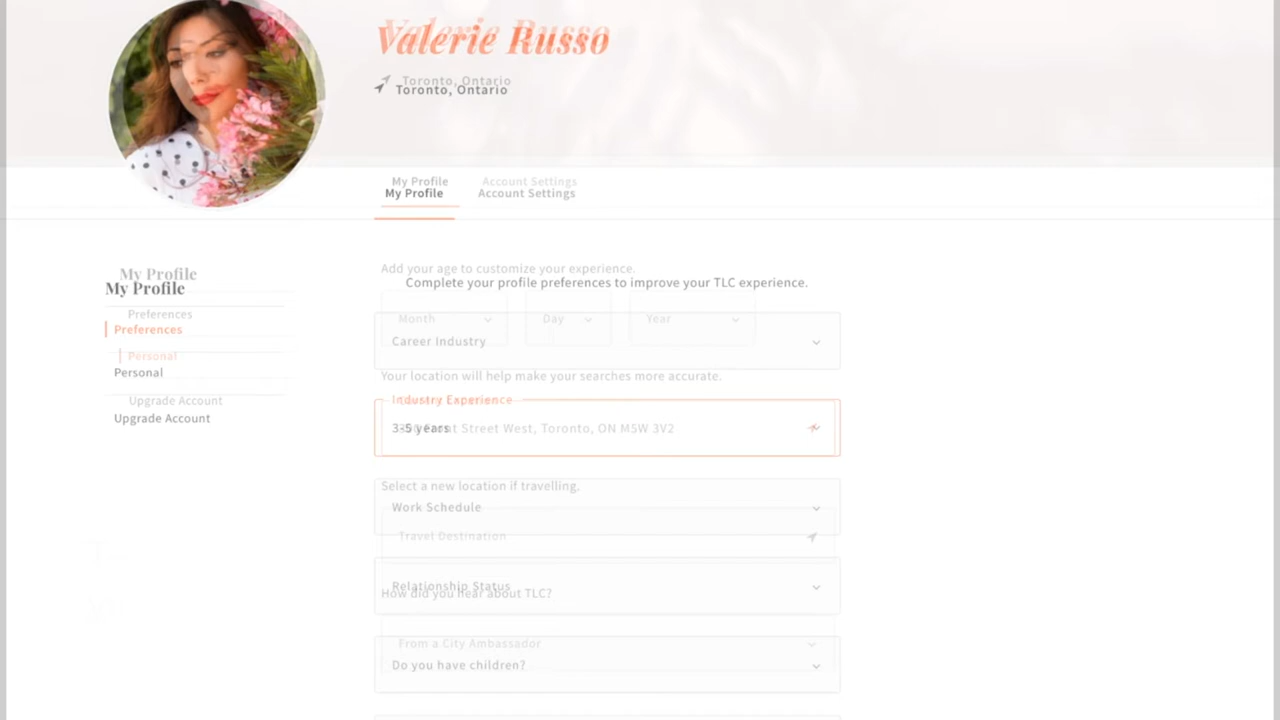 Valerie Russo
Valerie Russo
Toronto, Ontario
Toronto, Ontario
My Profile Account Settings
My Profile Account Settings
My Profile
My Profile
Preferences
Preferences
Personal
Personal
Upgrade Account
Upgrade Account
Add your age to customize your experience.
Complete your profile preferences to improve your TLC experience.
Month Day Year
Career Industry
Your location will help make your searches more accurate.
Industry Experience
3-5 years
Front Street West, Toronto, ON M5W 3V2
Select a new location if travelling.
Work Schedule
Travel Destination
Relationship Status
How did you hear about TLC?
From a City Ambassador
Do you have children?